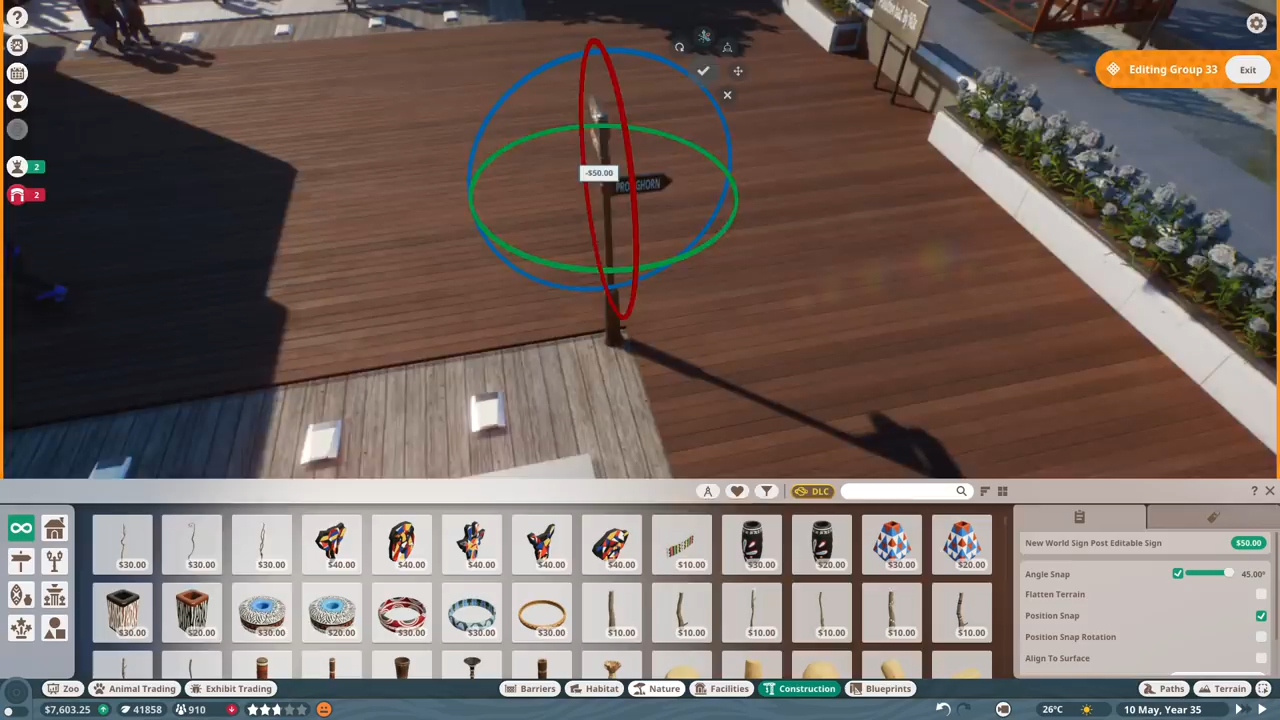 ?
Editing Group 33
Exit
2
2
-$50.00
DLC
? ✕
$30.00 $30.00 $30.00 $40.00 $40.00 $40.00 $40.00 $40.00 $10.00 $30.00 $20.00 $30.00 $20.00
$30.00 $20.00 $30.00 $20.00 $30.00 $30.00 $30.00 $10.00 $10.00 $10.00 $10.00 $10.00 $10.00
New World Sign Post Editable Sign $50.00
Angle Snap 45.00°
Flatten Terrain
Position Snap
Position Snap Rotation
Align To Surface
Zoo Animal Trading Exhibit Trading Barriers Habitat Nature Facilities Construction Blueprints Paths Terrain
$7,603.25 41858 910 26°C 10 May, Year 35